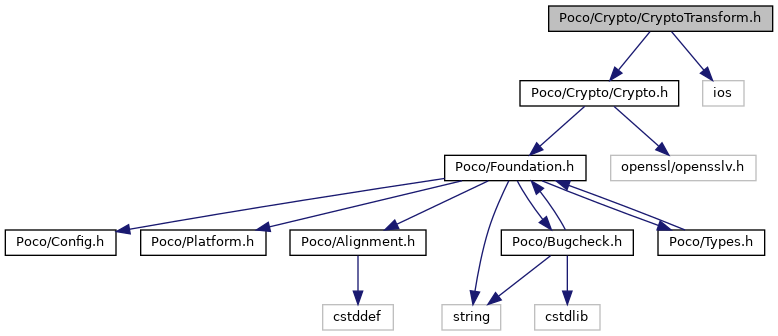 Poco/Crypto/CryptoTransform.h
Poco/Crypto/Crypto.h
ios
Poco/Foundation.h
openssl/opensslv.h
Poco/Config.h
Poco/Platform.h
Poco/Alignment.h
Poco/Bugcheck.h
Poco/Types.h
cstddef
string
cstdlib